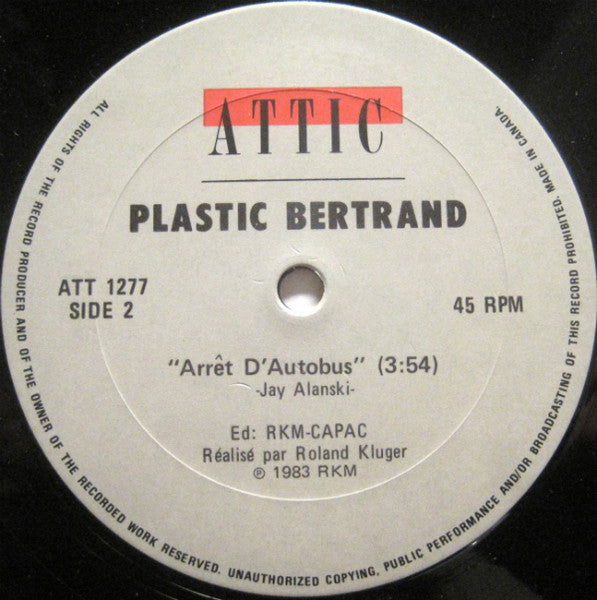 ATTIC
PLASTIC BERTRAND
ATT 1277
SIDE 2
45 RPM
"Arrêt D'Autobus" (3:54)
-Jay Alanski-
Ed: RKM-CAPAC
Réalisé par Roland Kluger
℗ 1983 RKM
ALL RIGHTS OF THE RECORD PRODUCER AND OF THE OWNER OF THE RECORDED WORK RESERVED. UNAUTHORIZED COPYING, PUBLIC PERFORMANCE AND/OR BROADCASTING OF THIS RECORD PROHIBITED. MADE IN CANADA.